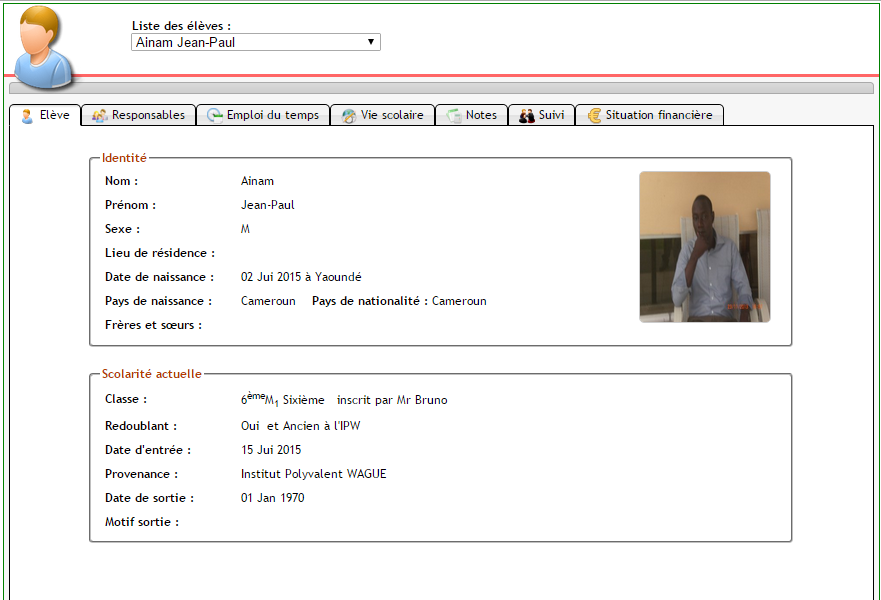 Liste des élèves :
Ainam Jean-Paul
Elève Responsables Emploi du temps Vie scolaire Notes Suivi Situation financière
Identité
Nom : Ainam
Prénom : Jean-Paul
Sexe : M
Lieu de résidence :
Date de naissance : 02 Jui 2015 à Yaoundé
Pays de naissance : Cameroun Pays de nationalité : Cameroun
Frères et sœurs :
Scolarité actuelle
Classe : 6èmeM1 Sixième inscrit par Mr Bruno
Redoublant : Oui et Ancien à l'IPW
Date d'entrée : 15 Jui 2015
Provenance : Institut Polyvalent WAGUE
Date de sortie : 01 Jan 1970
Motif sortie :